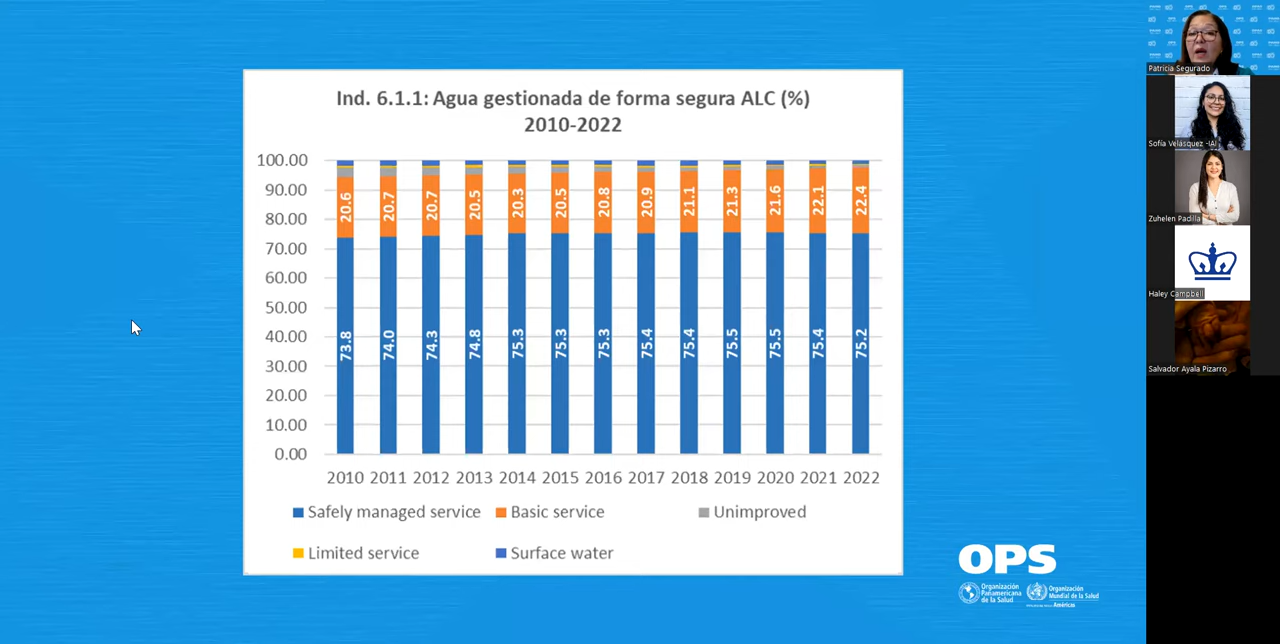 Ind. 6.1.1: Agua gestionada de forma segura ALC (%)
2010-2022
100.00
90.00
80.00
70.00
60.00
50.00
40.00
30.00
20.00
10.00
0.00
20.6 20.7 20.7 20.5 20.3 20.5 20.8 20.9 21.1 21.3 21.6 22.1 22.4
73.8 74.0 74.3 74.8 75.3 75.3 75.3 75.4 75.4 75.5 75.5 75.4 75.2
2010 2011 2012 2013 2014 2015 2016 2017 2018 2019 2020 2021 2022
Safely managed service Basic service Unimproved
Limited service Surface water
OPS
Organización
Panamericana
de la Salud
Organización
Mundial de la Salud
Américas
Patricia Segurado
Sofía Velásquez -IAI
Zuhelen Padilla
Haley Campbell
Salvador Ayala Pizarro